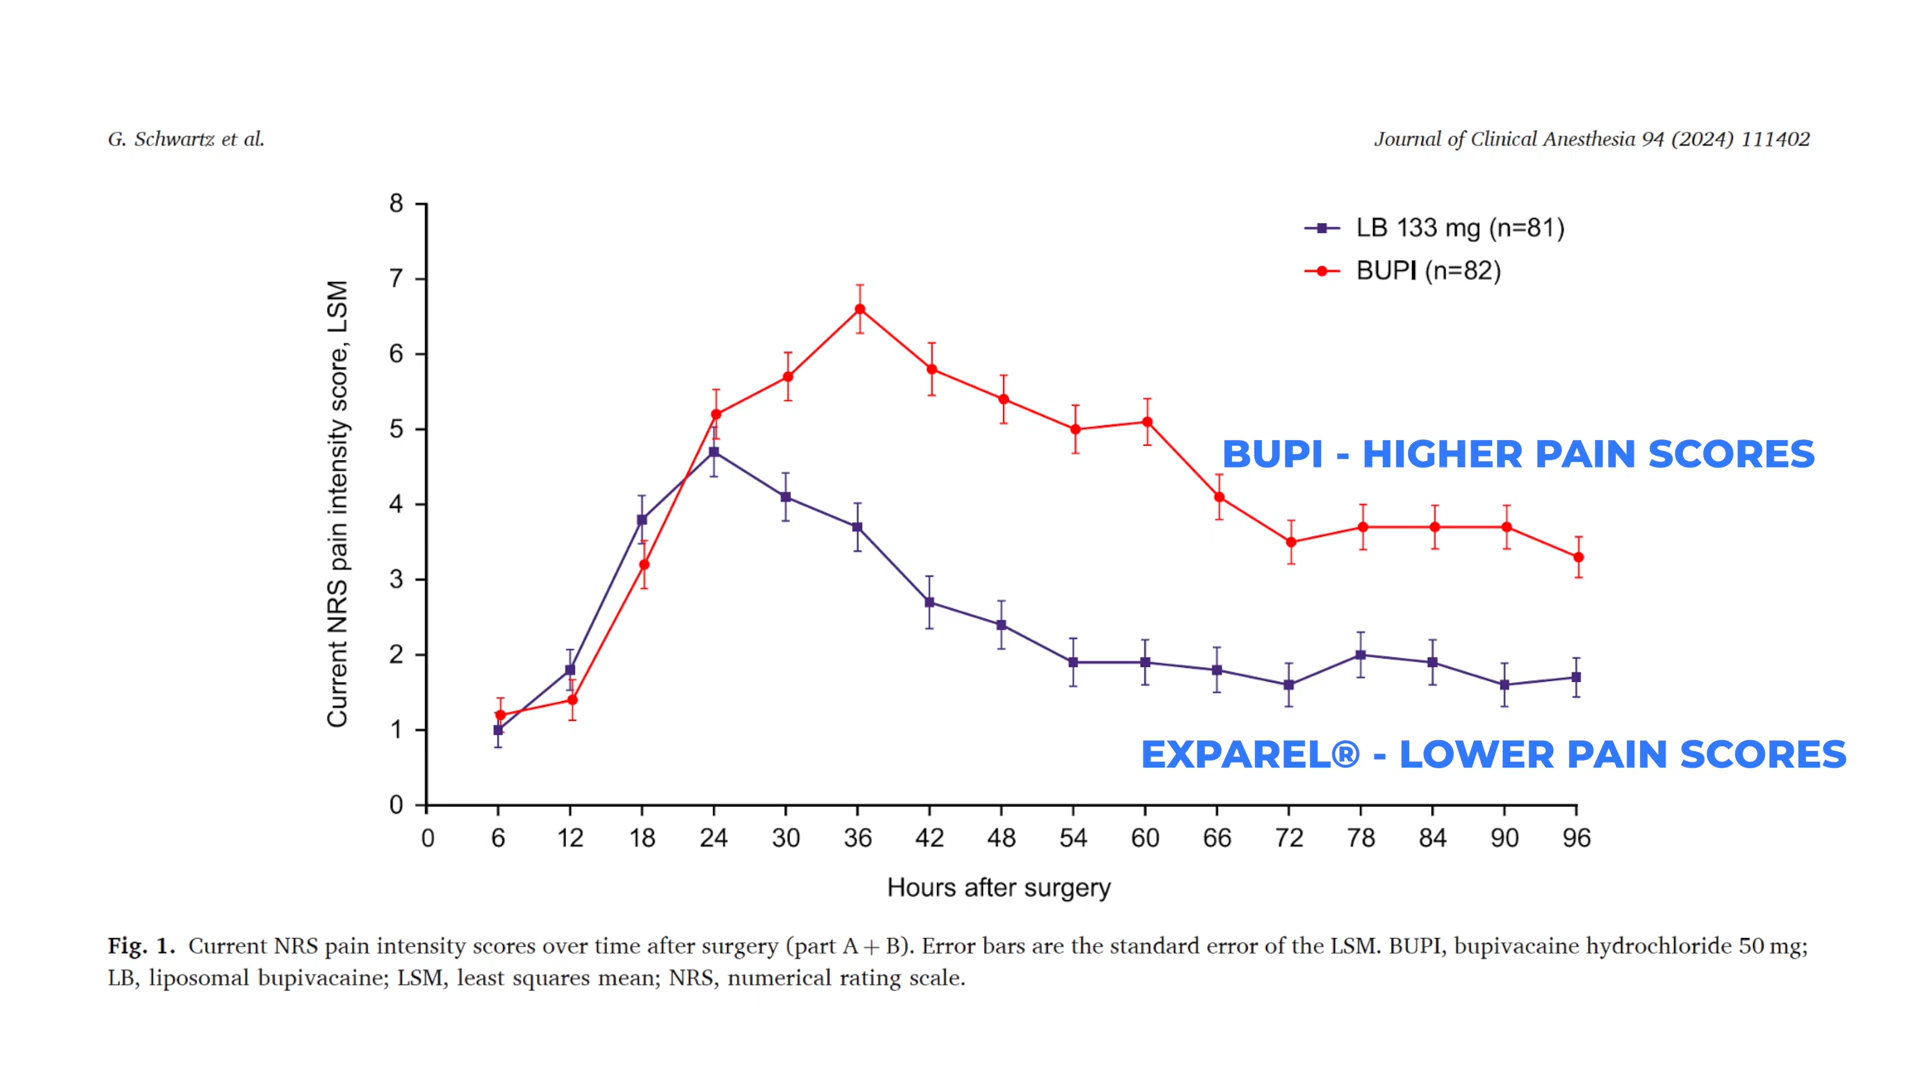 G. Schwartz et al.
Journal of Clinical Anesthesia 94 (2024) 111402
8
7
6
5
4
3
2
1
0
Current NRS pain intensity score, LSM
LB 133 mg (n=81)
BUPI (n=82)
BUPI - HIGHER PAIN SCORES
EXPAREL® - LOWER PAIN SCORES
0 6 12 18 24 30 36 42 48 54 60 66 72 78 84 90 96
Hours after surgery
Fig. 1. Current NRS pain intensity scores over time after surgery (part A + B). Error bars are the standard error of the LSM. BUPI, bupivacaine hydrochloride 50 mg;
LB, liposomal bupivacaine; LSM, least squares mean; NRS, numerical rating scale.